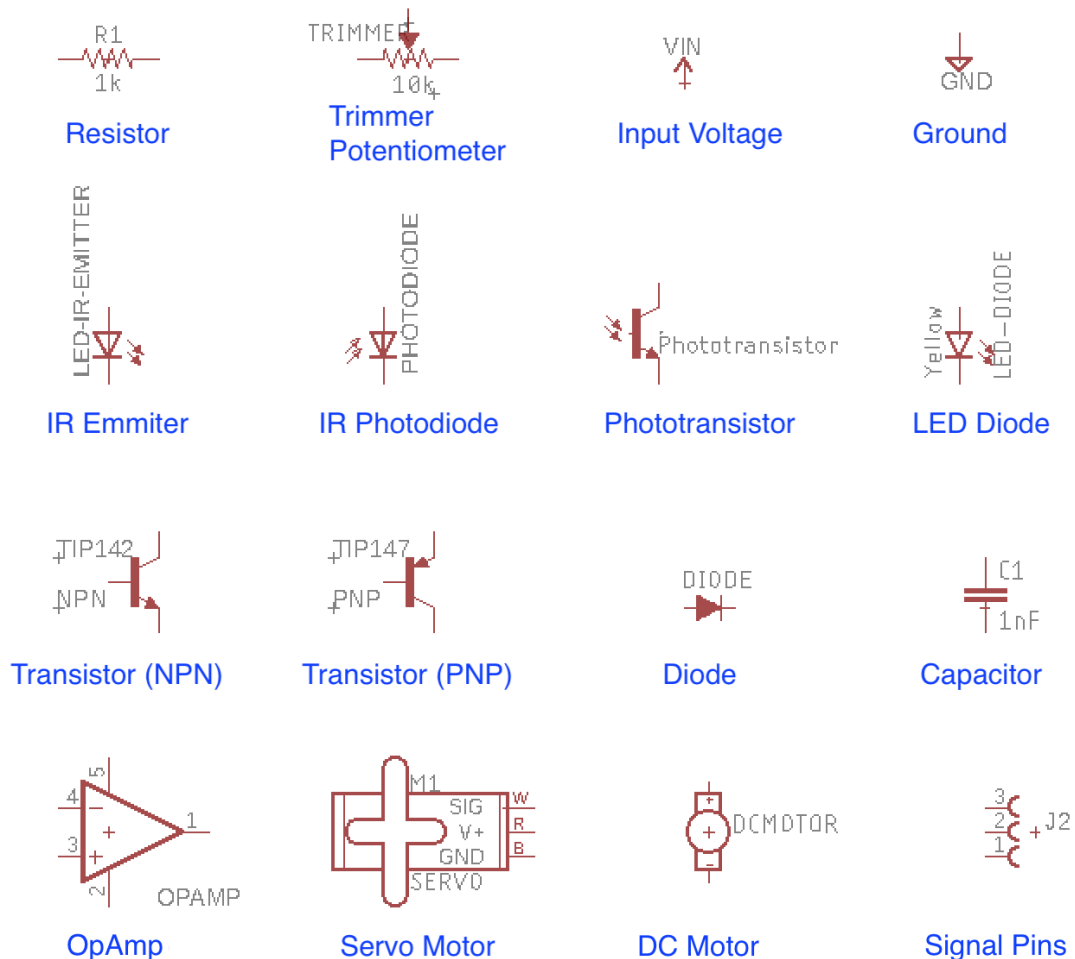 R1
1k
Resistor
TRIMMER
10k
Trimmer
Potentiometer
VIN
Input Voltage
GND
Ground
LED-IR-EMITTER
IR Emmiter
PHOTODIODE
IR Photodiode
Phototransistor
Phototransistor
Yellow
LED-DIODE
LED Diode
TIP142
NPN
Transistor (NPN)
TIP147
PNP
Transistor (PNP)
DIODE
Diode
C1
1nF
Capacitor
5
4
3
2
1
OPAMP
OpAmp
M1
SIG W
V+ R
GND B
SERVO
Servo Motor
DCMOTOR
DC Motor
3
2
1
J2
Signal Pins